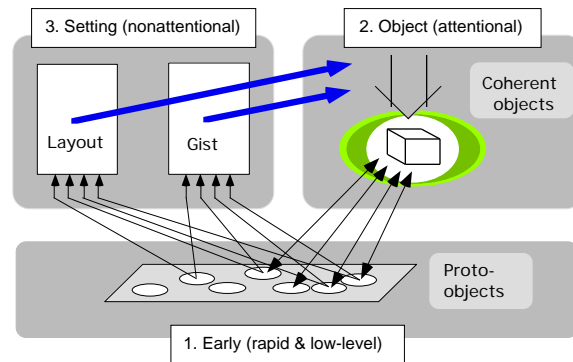 3. Setting (nonattentional)
2. Object (attentional)
Coherent
objects
Layout
Gist
Proto-
objects
1. Early (rapid & low-level)